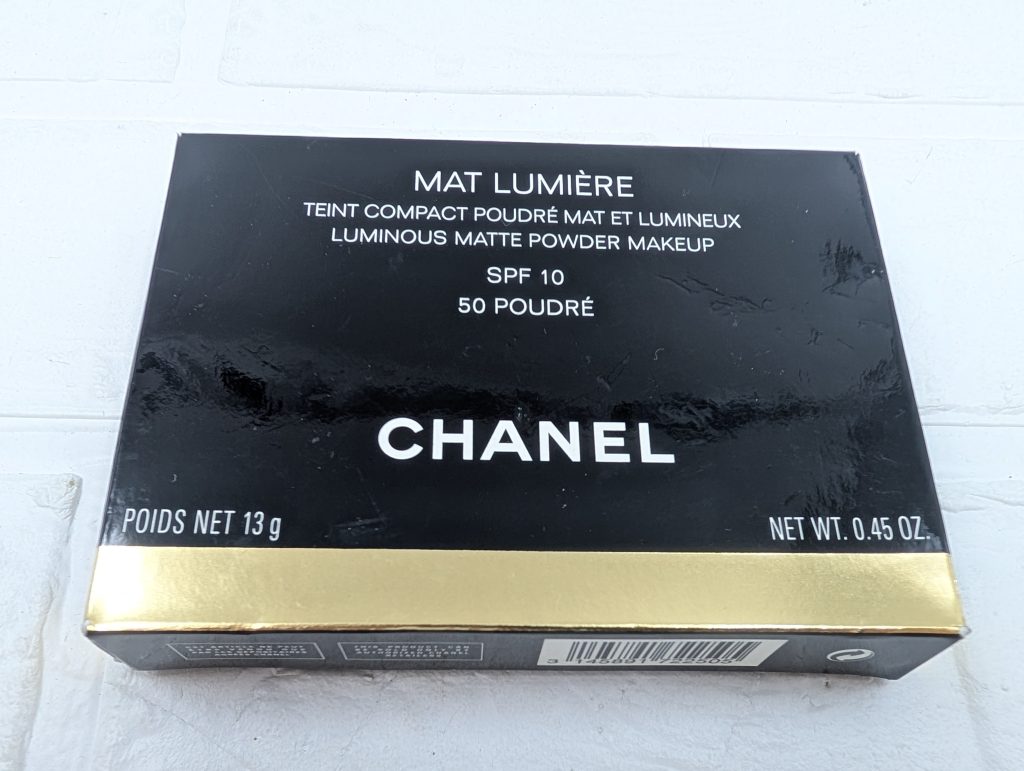 MAT LUMIÈRE
TEINT COMPACT POUDRÉ MAT ET LUMINEUX
LUMINOUS MATTE POWDER MAKEUP
SPF 10
50 POUDRÉ
CHANEL
POIDS NET 13 g
NET WT. 0.45 OZ.